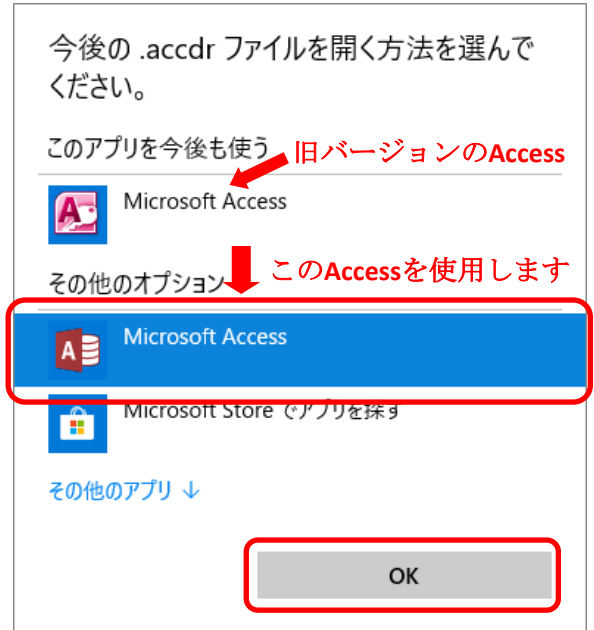 今後の .accdr ファイルを開く方法を選んで
ください。
このアプリを今後も使う
旧バージョンのAccess
Microsoft Access
このAccessを使用します
その他のオプション
Microsoft Access
Microsoft Store でアプリを探す
その他のアプリ ↓
OK